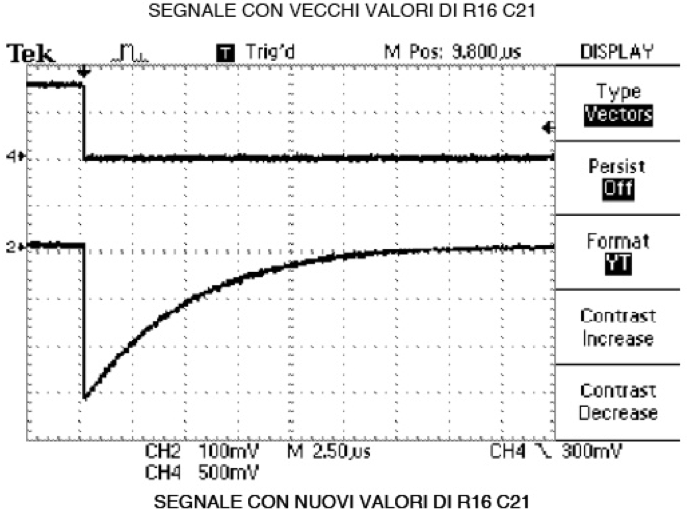 SEGNALE CON VECCHI VALORI DI R16 C21
Tek T Trig'd M Pos: 9.800µs DISPLAY
Type
Vectors
4
Persist
Off
2
Format
YT
Contrast
Increase
Contrast
Decrease
CH2 100mV M 2.50µs CH4 300mV
CH4 500mV
SEGNALE CON NUOVI VALORI DI R16 C21